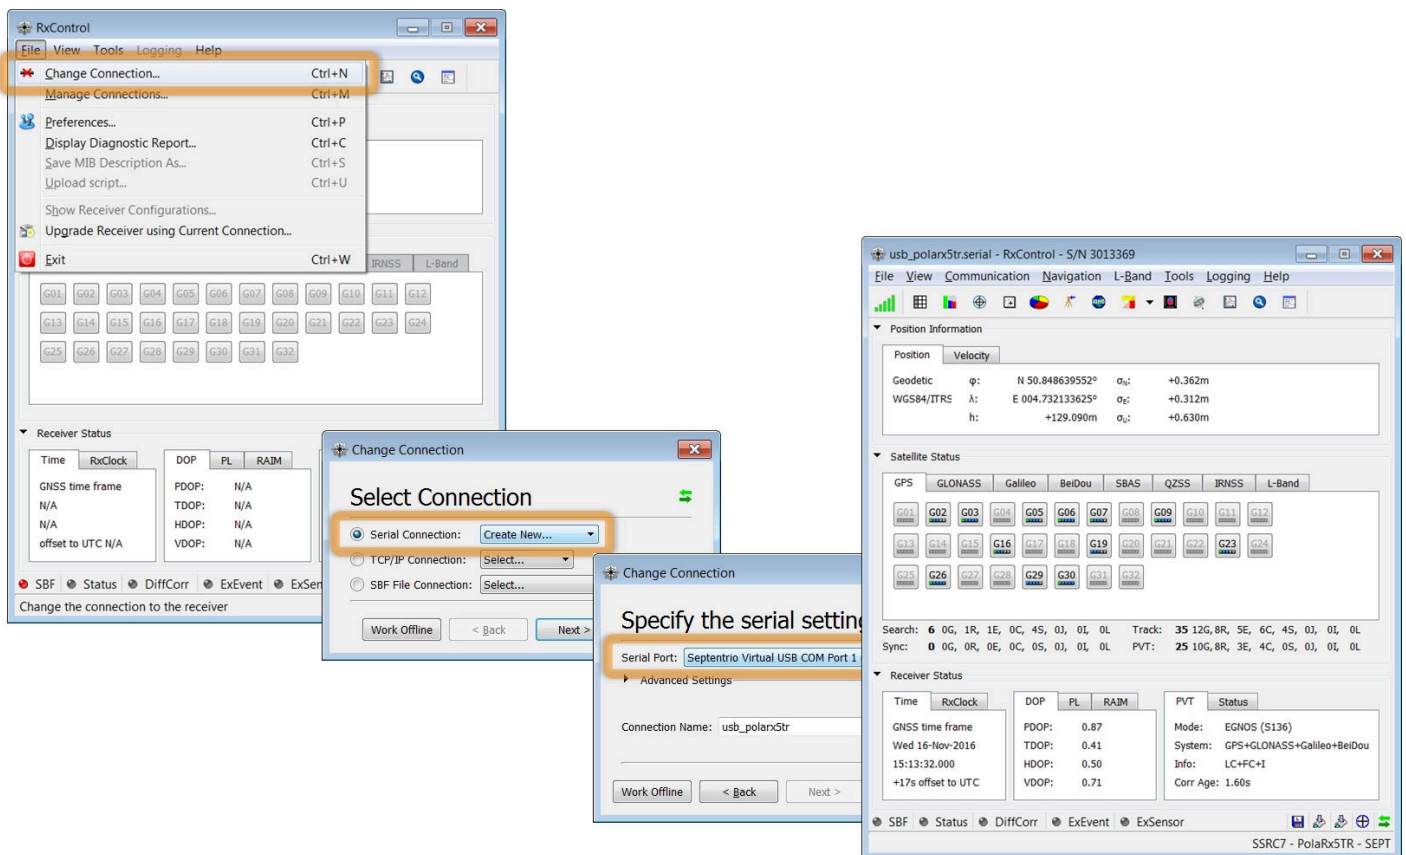 RxControl
File View Tools Logging Help
Change Connection... Ctrl+N
Manage Connections... Ctrl+M
Preferences... Ctrl+P
Display Diagnostic Report... Ctrl+C
Save MIB Description As... Ctrl+S
Upload script... Ctrl+U
Show Receiver Configurations...
Upgrade Receiver using Current Connection...
Exit Ctrl+W
IRNSS L-Band
G01 G02 G03 G04 G05 G06 G07 G08 G09 G10 G11 G12
G13 G14 G15 G16 G17 G18 G19 G20 G21 G22 G23 G24
G25 G26 G27 G28 G29 G30 G31 G32
Receiver Status
Time RxClock DOP PL RAIM
GNSS time frame PDOP: N/A
N/A TDOP: N/A
N/A HDOP: N/A
offset to UTC N/A VDOP: N/A
SBF Status DiffCorr ExEvent ExSen
Change the connection to the receiver
Change Connection
Select Connection
Serial Connection: Create New...
TCP/IP Connection: Select...
SBF File Connection: Select...
Work Offline < Back Next >
Change Connection
Specify the serial setting
Serial Port: Septentrio Virtual USB COM Port 1
Advanced Settings
Connection Name: usb_polarx5tr
Work Offline < Back Next >
usb_polarx5tr.serial - RxControl - S/N 3013369
File View Communication Navigation L-Band Tools Logging Help
Position Information
Position Velocity
Geodetic φ: N 50.848639552° σN: +0.362m
WGS84/ITRS λ: E 004.732133625° σE: +0.312m
h: +129.090m σU: +0.630m
Satellite Status
GPS GLONASS Galileo BeiDou SBAS QZSS IRNSS L-Band
G01 G02 G03 G04 G05 G06 G07 G08 G09 G10 G11 G12
G13 G14 G15 G16 G17 G18 G19 G20 G21 G22 G23 G24
G25 G26 G27 G28 G29 G30 G31 G32
Search: 6 0G, 1R, 1E, 0C, 4S, 0J, 0I, 0L Track: 35 12G,8R, 5E, 6C, 4S, 0J, 0I, 0L
Sync: 0 0G, 0R, 0E, 0C, 0S, 0J, 0I, 0L PVT: 25 10G,8R, 3E, 4C, 0S, 0J, 0I, 0L
Receiver Status
Time RxClock DOP PL RAIM PVT Status
GNSS time frame PDOP: 0.87 Mode: EGNOS (S136)
Wed 16-Nov-2016 TDOP: 0.41 System: GPS+GLONASS+Galileo+BeiDou
15:13:32.000 HDOP: 0.50 Info: LC+FC+I
+17s offset to UTC VDOP: 0.71 Corr Age: 1.60s
SBF Status DiffCorr ExEvent ExSensor
SSRC7 - PolaRx5TR - SEPT